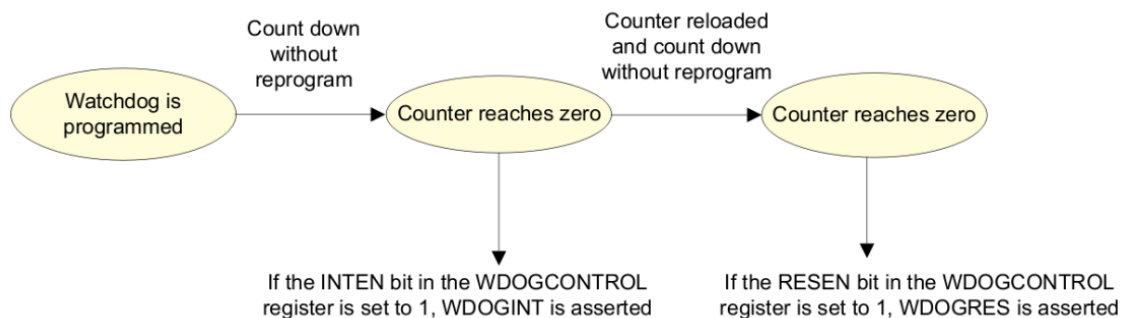 Count down
without
reprogram
Counter reloaded
and count down
without reprogram
Watchdog is
programmed
Counter reaches zero
Counter reaches zero
If the INTEN bit in the WDOGCONTROL
register is set to 1, WDOGINT is asserted
If the RESEN bit in the WDOGCONTROL
register is set to 1, WDOGRES is asserted